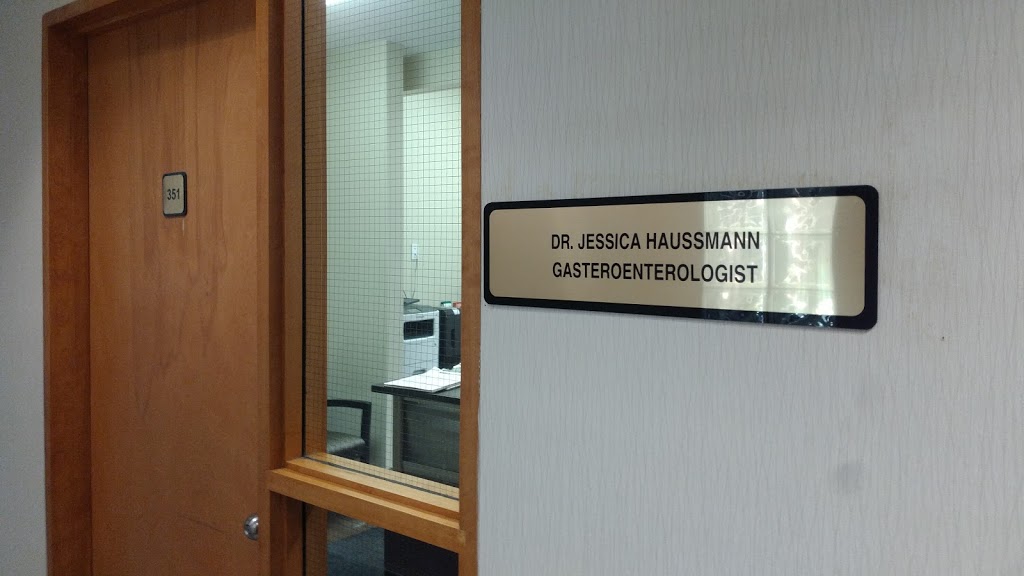 351
DR. JESSICA HAUSSMANN
GASTEROENTEROLOGIST